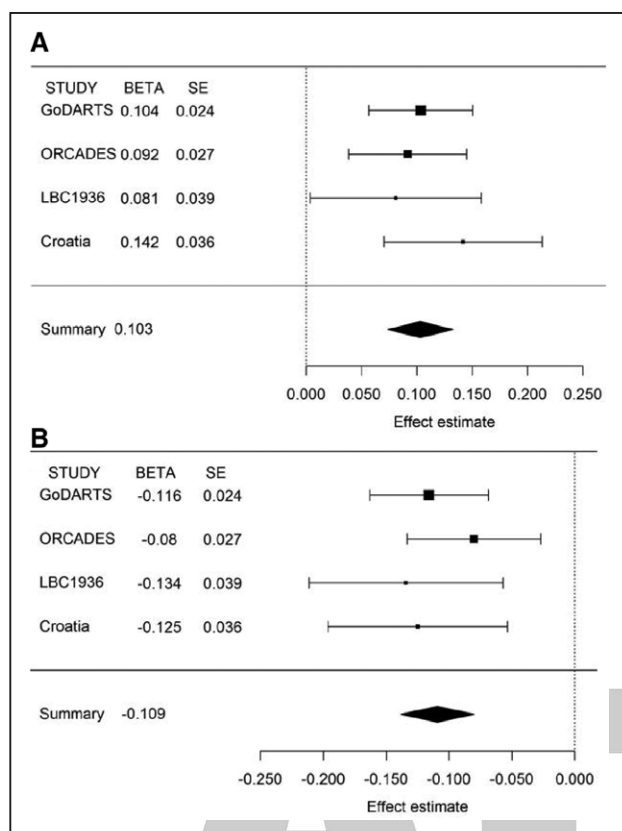 A
STUDY BETA SE
GoDARTS 0.104 0.024
ORCADES 0.092 0.027
LBC1936 0.081 0.039
Croatia 0.142 0.036
Summary 0.103
0.000 0.050 0.100 0.150 0.200 0.250
Effect estimate
B
STUDY BETA SE
GoDARTS -0.116 0.024
ORCADES -0.08 0.027
LBC1936 -0.134 0.039
Croatia -0.125 0.036
Summary -0.109
-0.250 -0.200 -0.150 -0.100 -0.050 0.000
Effect estimate